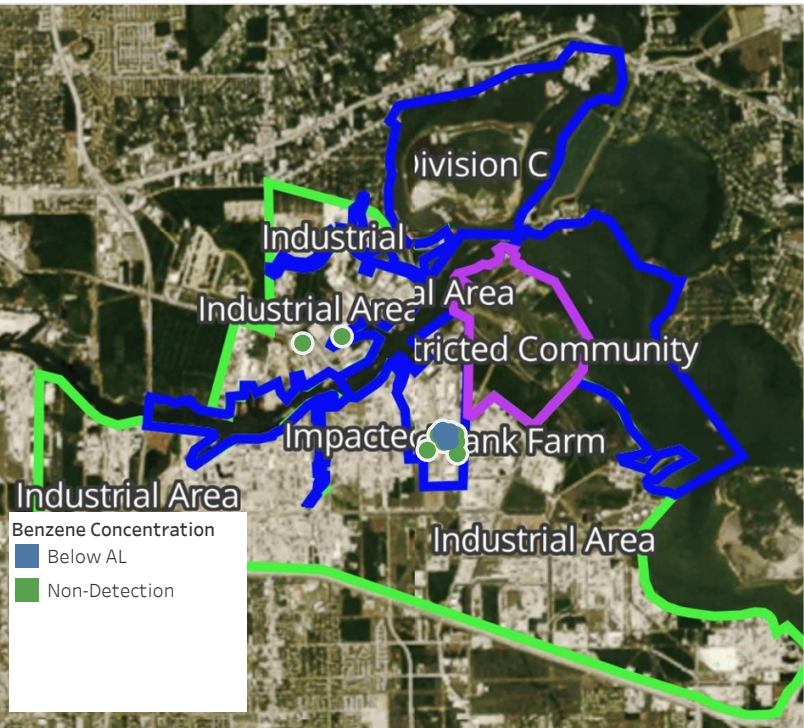 Division C
Industrial
al Area
Industrial Area
tricted Community
Impacted
ank Farm
Industrial Area
Industrial Area
Benzene Concentration
Below AL
Non-Detection